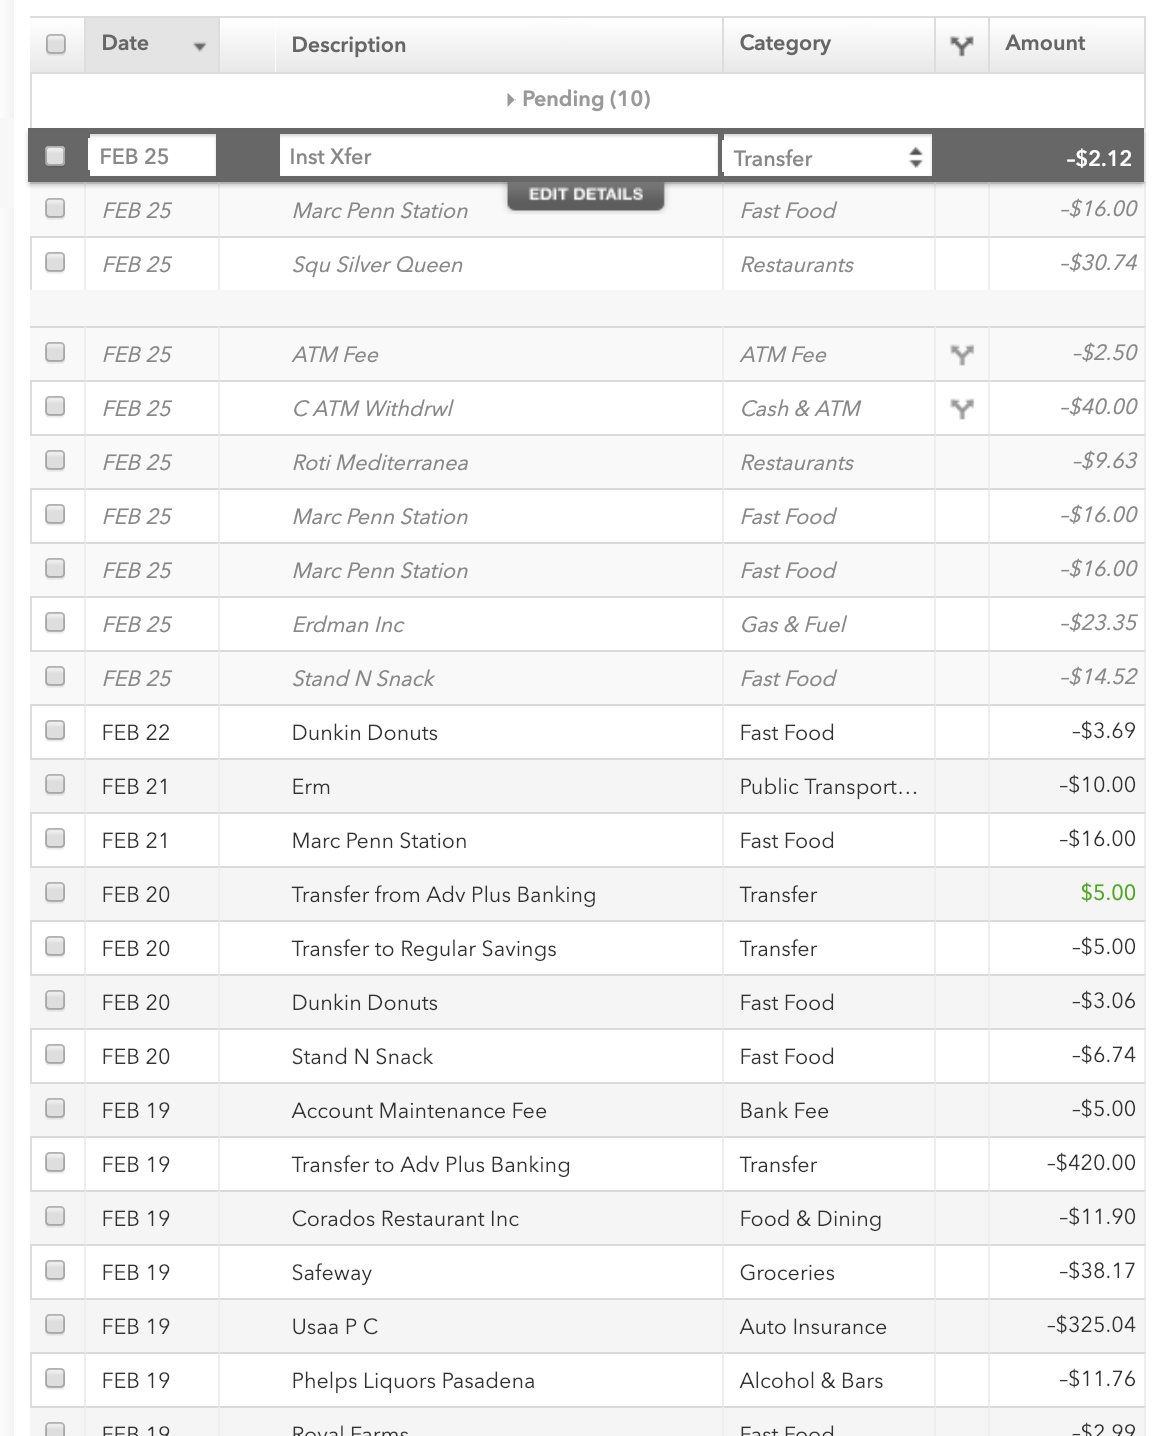 Date Description Category Amount
Pending (10)
FEB 25 Inst Xfer Transfer –$2.12
EDIT DETAILS
FEB 25 Marc Penn Station Fast Food –$16.00
FEB 25 Squ Silver Queen Restaurants –$30.74
FEB 25 ATM Fee ATM Fee –$2.50
FEB 25 C ATM Withdrwl Cash & ATM –$40.00
FEB 25 Roti Mediterranea Restaurants –$9.63
FEB 25 Marc Penn Station Fast Food –$16.00
FEB 25 Marc Penn Station Fast Food –$16.00
FEB 25 Erdman Inc Gas & Fuel –$23.35
FEB 25 Stand N Snack Fast Food –$14.52
FEB 22 Dunkin Donuts Fast Food –$3.69
FEB 21 Erm Public Transport... –$10.00
FEB 21 Marc Penn Station Fast Food –$16.00
FEB 20 Transfer from Adv Plus Banking Transfer $5.00
FEB 20 Transfer to Regular Savings Transfer –$5.00
FEB 20 Dunkin Donuts Fast Food –$3.06
FEB 20 Stand N Snack Fast Food –$6.74
FEB 19 Account Maintenance Fee Bank Fee –$5.00
FEB 19 Transfer to Adv Plus Banking Transfer –$420.00
FEB 19 Corados Restaurant Inc Food & Dining –$11.90
FEB 19 Safeway Groceries –$38.17
FEB 19 Usaa P C Auto Insurance –$325.04
FEB 19 Phelps Liquors Pasadena Alcohol & Bars –$11.76
FEB 19 Royal Farms Fast Food –$2.99